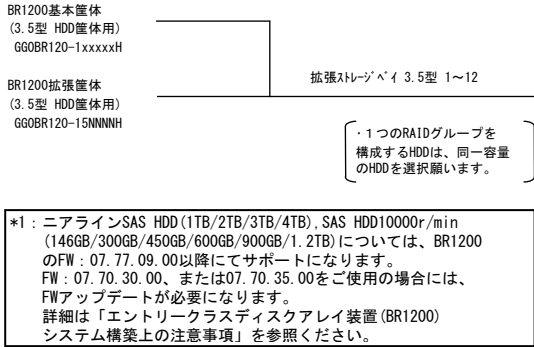 BR1200基本筐体
(3.5型 HDD筐体用)
GG0BR120-1xxxxxH
BR1200拡張筐体
(3.5型 HDD筐体用)
GG0BR120-15NNNNH
拡張ｽﾄﾚｰｼﾞﾍﾞｲ 3.5型 1～12
・１つのRAIDグループを
構成するHDDは、同一容量
のHDDを選択願います。
*1：ニアラインSAS HDD(1TB/2TB/3TB/4TB),SAS HDD10000r/min
(146GB/300GB/450GB/600GB/900GB/1.2TB)については、BR1200
のFW：07.77.09.00以降にてサポートになります。
FW：07.70.30.00、または07.70.35.00をご使用の場合には、
FWアップデートが必要になります。
詳細は「エントリークラスディスクアレイ装置(BR1200)
システム構築上の注意事項」を参照ください。